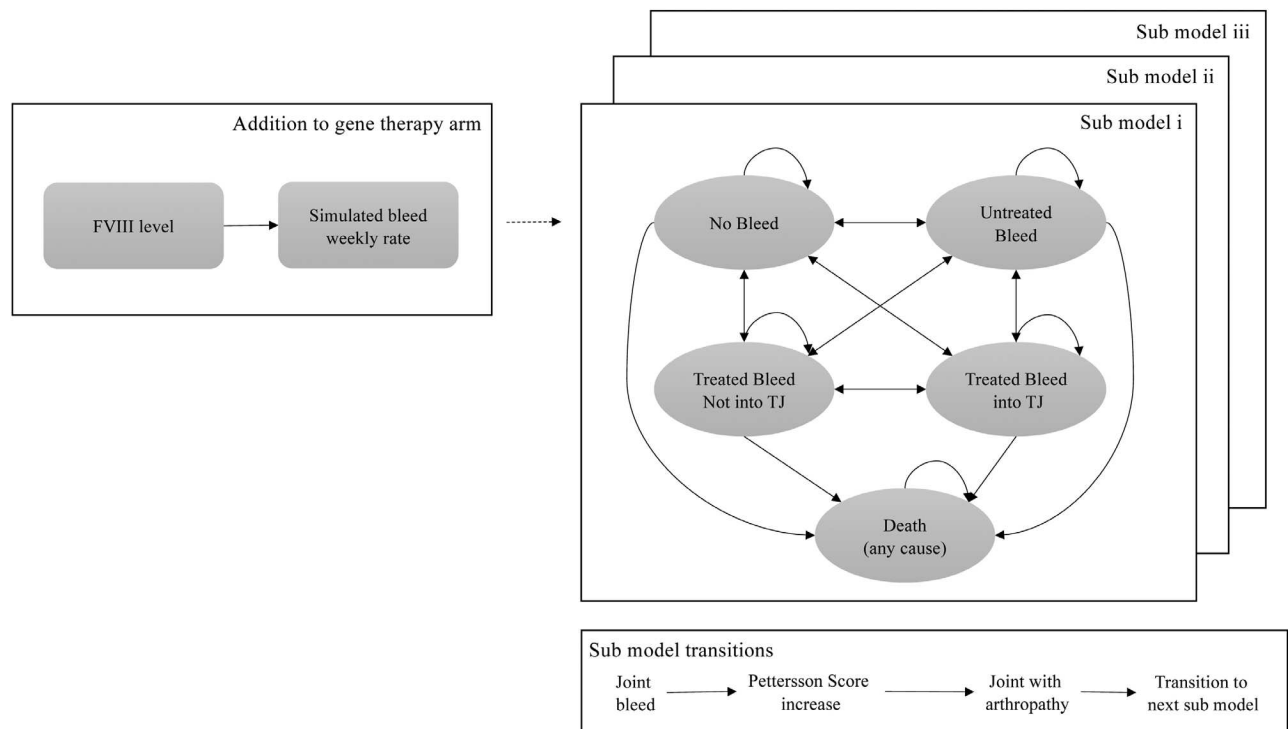 Sub model iii
Sub model ii
Sub model i
Addition to gene therapy arm
FVIII level
Simulated bleed
weekly rate
No Bleed
Untreated
Bleed
Treated Bleed
Not into TJ
Treated Bleed
into TJ
Death
(any cause)
Sub model transitions
Joint
bleed
Pettersson Score
increase
Joint with
arthropathy
Transition to
next sub model